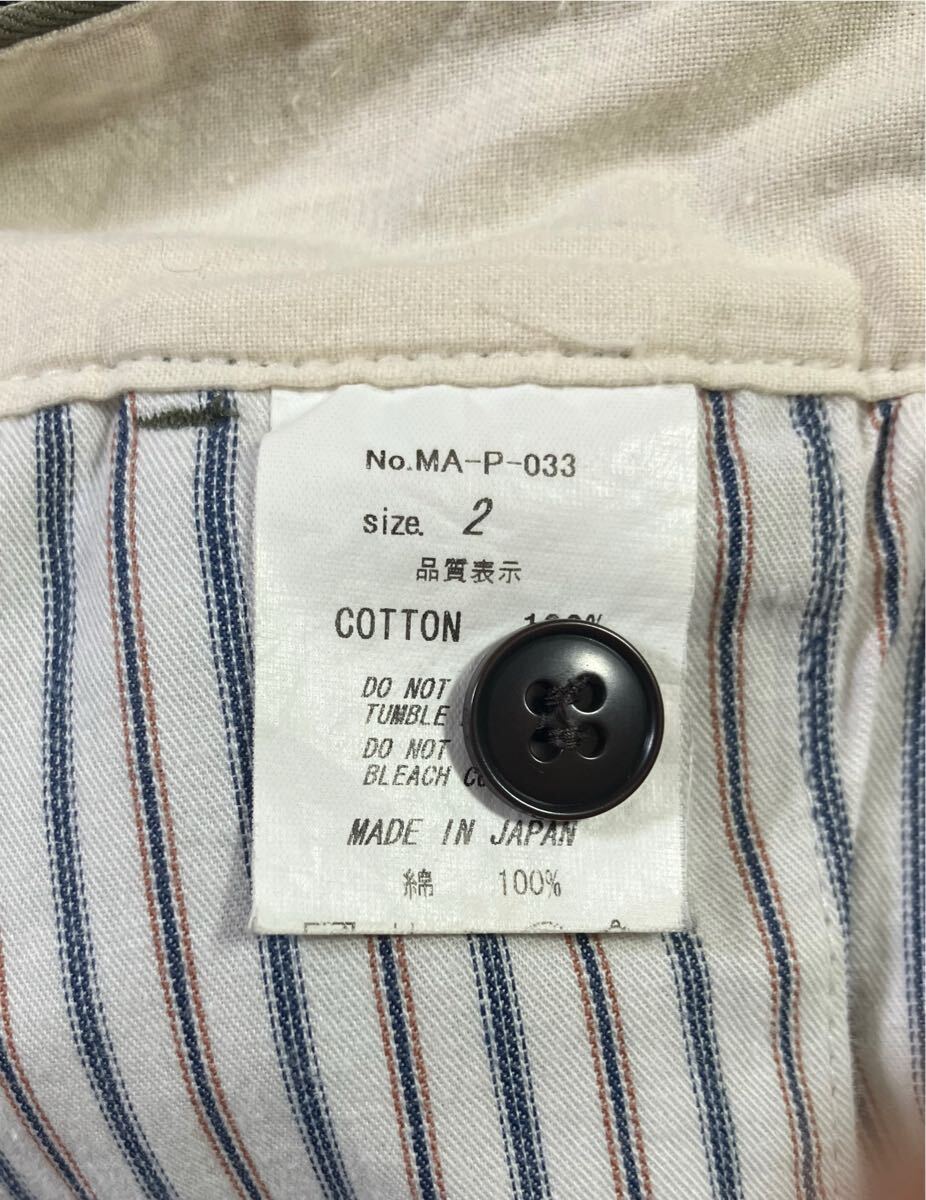 No.MA-P-033
size. 2
品質表示
COTTON 100%
DO NOT
TUMBLE
DO NOT
BLEACH
MADE IN JAPAN
綿 100%